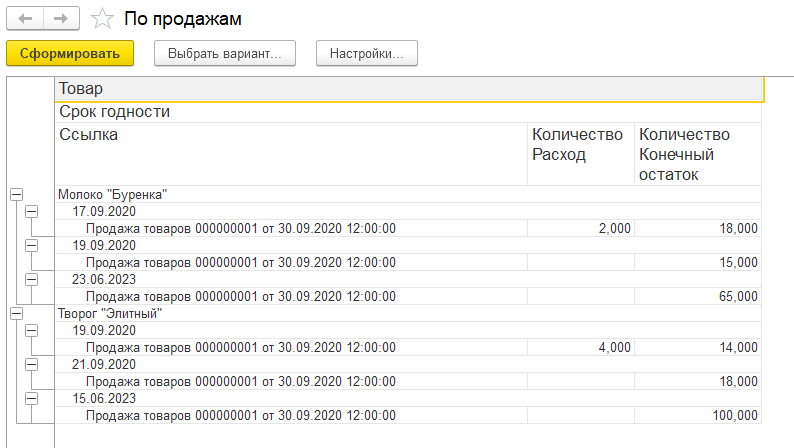 По продажам
Сформировать Выбрать вариант... Настройки...
Товар
Срок годности
Ссылка Количество Расход Количество Конечный остаток
Молоко "Буренка"
17.09.2020
Продажа товаров 000000001 от 30.09.2020 12:00:00 2,000 18,000
19.09.2020
Продажа товаров 000000001 от 30.09.2020 12:00:00 15,000
23.06.2023
Продажа товаров 000000001 от 30.09.2020 12:00:00 65,000
Творог "Элитный"
19.09.2020
Продажа товаров 000000001 от 30.09.2020 12:00:00 4,000 14,000
21.09.2020
Продажа товаров 000000001 от 30.09.2020 12:00:00 18,000
15.06.2023
Продажа товаров 000000001 от 30.09.2020 12:00:00 100,000